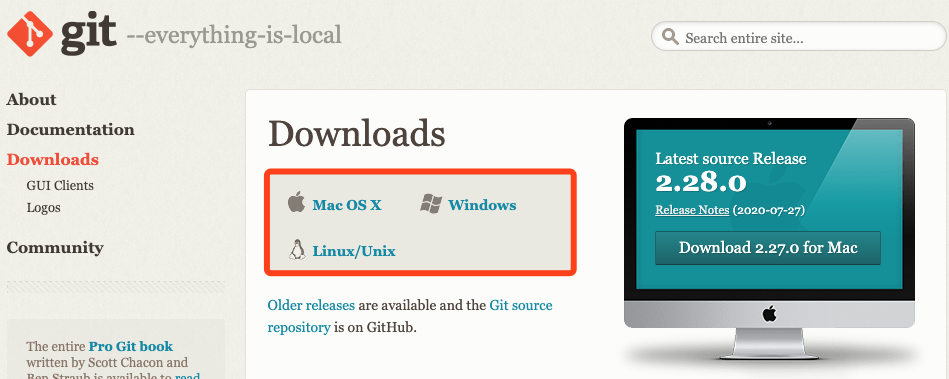 git --everything-is-local
Search entire site...
About
Documentation
Downloads
GUI Clients
Logos
Community
The entire Pro Git book
written by Scott Chacon and
Ben Straub is available to read
Downloads
Mac OS X
Windows
Linux/Unix
Older releases are available and the Git source
repository is on GitHub.
Latest source Release
2.28.0
Release Notes (2020-07-27)
Download 2.27.0 for Mac